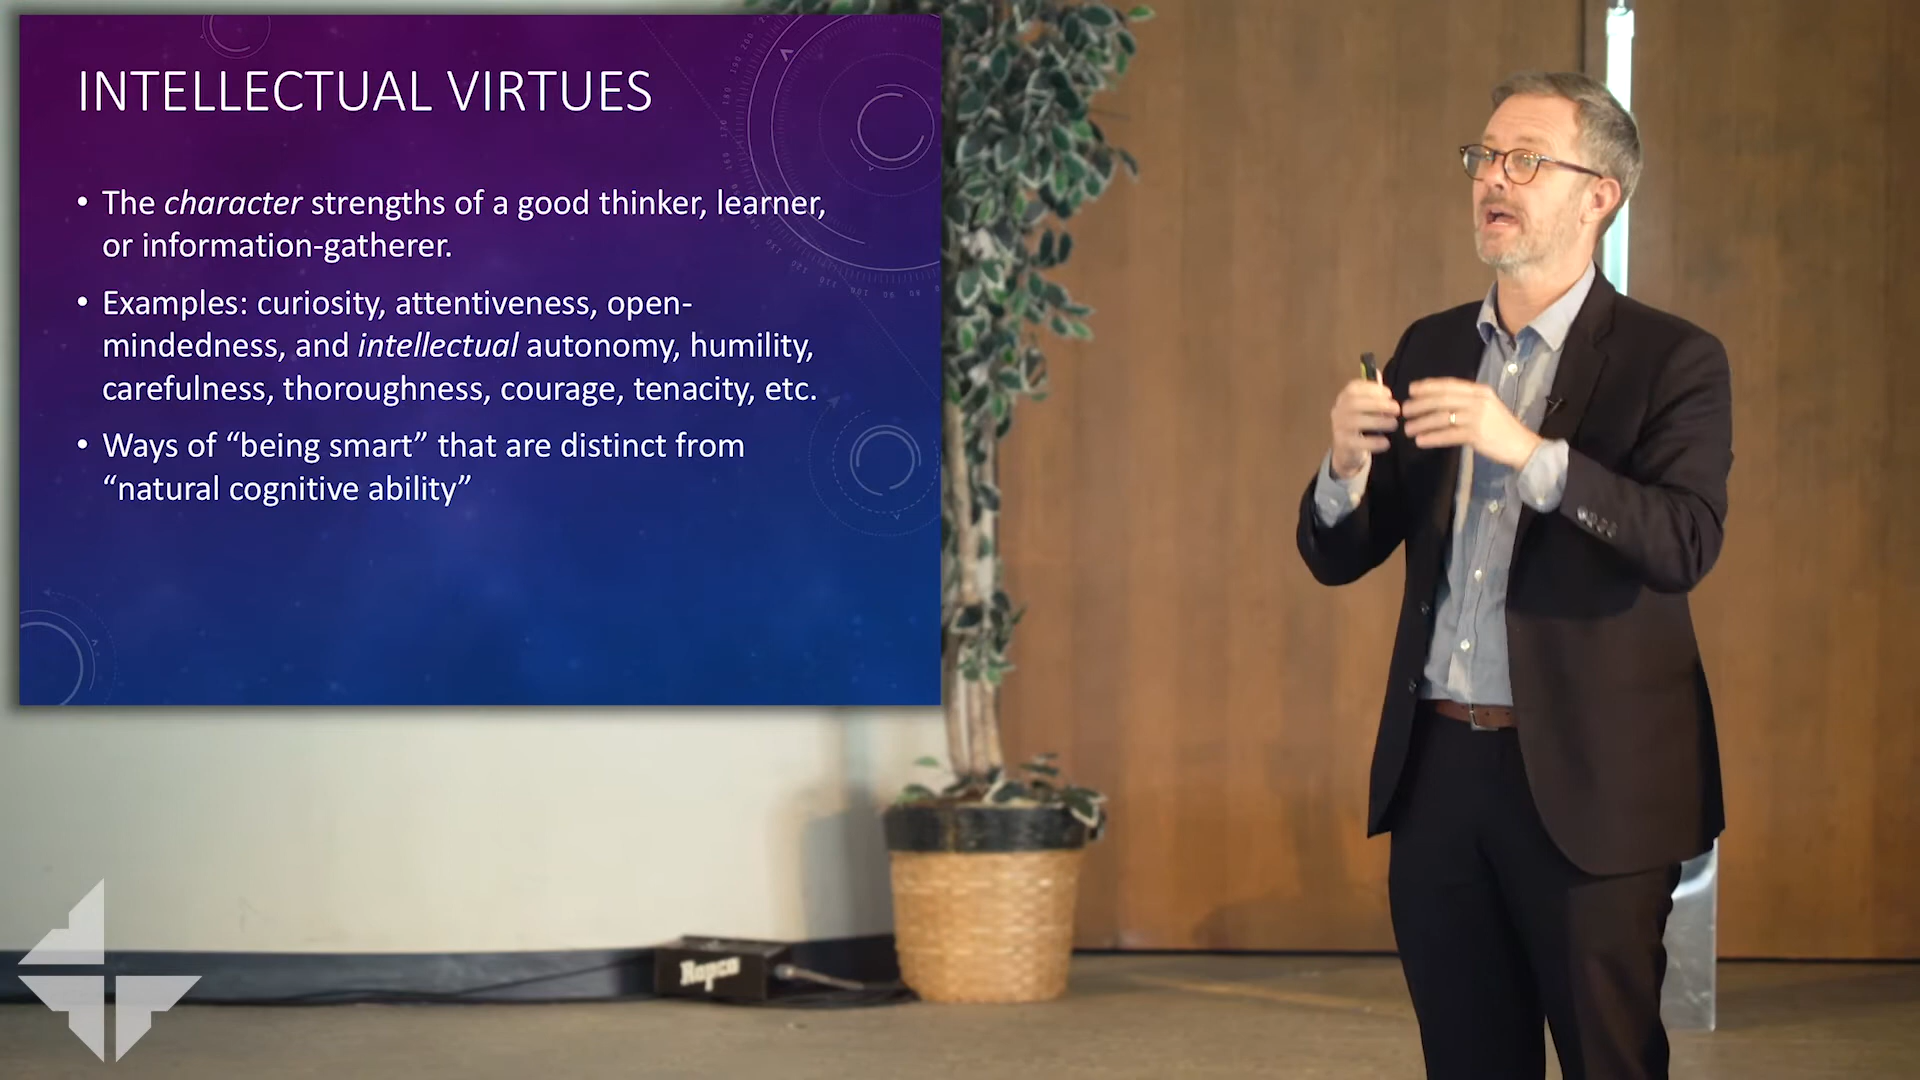 INTELLECTUAL VIRTUES
• The character strengths of a good thinker, learner,
or information-gatherer.
• Examples: curiosity, attentiveness, open-
mindedness, and intellectual autonomy, humility,
carefulness, thoroughness, courage, tenacity, etc.
• Ways of “being smart” that are distinct from
“natural cognitive ability”
Rapco